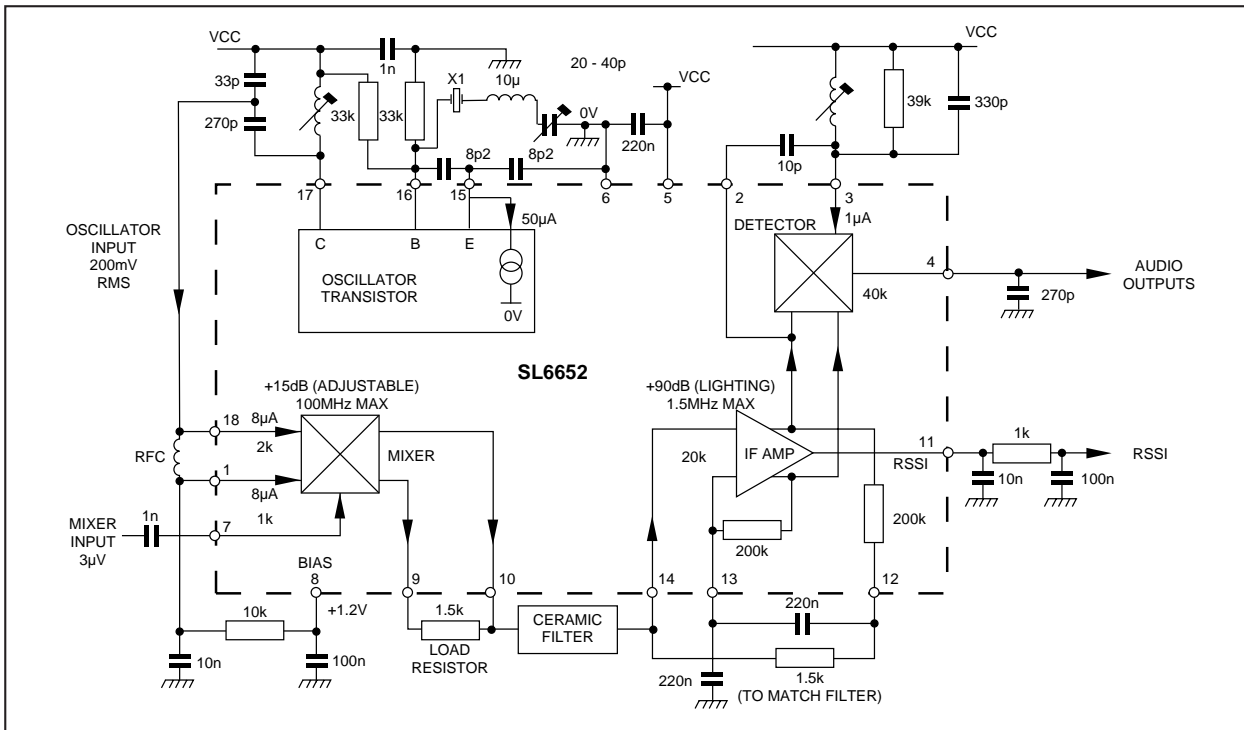 VCC
1n
33p
270p
33k
33k
X1
10µ
20 - 40p
0V
VCC
220n
8p2
8p2
VCC
39k
330p
10p
17
16
15
6
5
2
3
50µA
1µA
C
B
E
OSCILLATOR
TRANSISTOR
0V
OSCILLATOR
INPUT
200mV
RMS
DETECTOR
40k
4
AUDIO
OUTPUTS
270p
SL6652
+15dB (ADJUSTABLE)
100MHz MAX
+90dB (LIGHTING)
1.5MHz MAX
18
8µA
2k
RFC
1
8µA
MIXER
MIXER
INPUT
3µV
1n
7
1k
20k
IF AMP
11
RSSI
1k
RSSI
10n
100n
200k
200k
BIAS
8
+1.2V
9
10
14
13
12
10k
10n
100n
1.5k
LOAD
RESISTOR
CERAMIC
FILTER
220n
220n
1.5k
(TO MATCH FILTER)